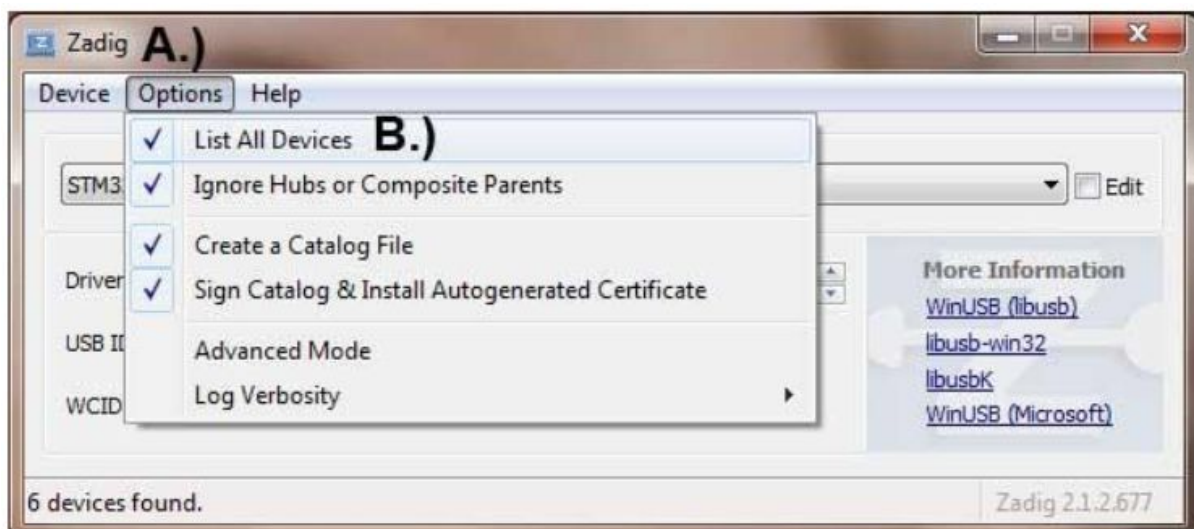 Zadig A.)
Device Options Help
List All Devices B.)
STM3 Ignore Hubs or Composite Parents Edit
Create a Catalog File
Driver Sign Catalog & Install Autogenerated Certificate
More Information
WinUSB (libusb)
libusb-win32
libusbK
WinUSB (Microsoft)
USB ID
Advanced Mode
WCID Log Verbosity
6 devices found.
Zadig 2.1.2.677